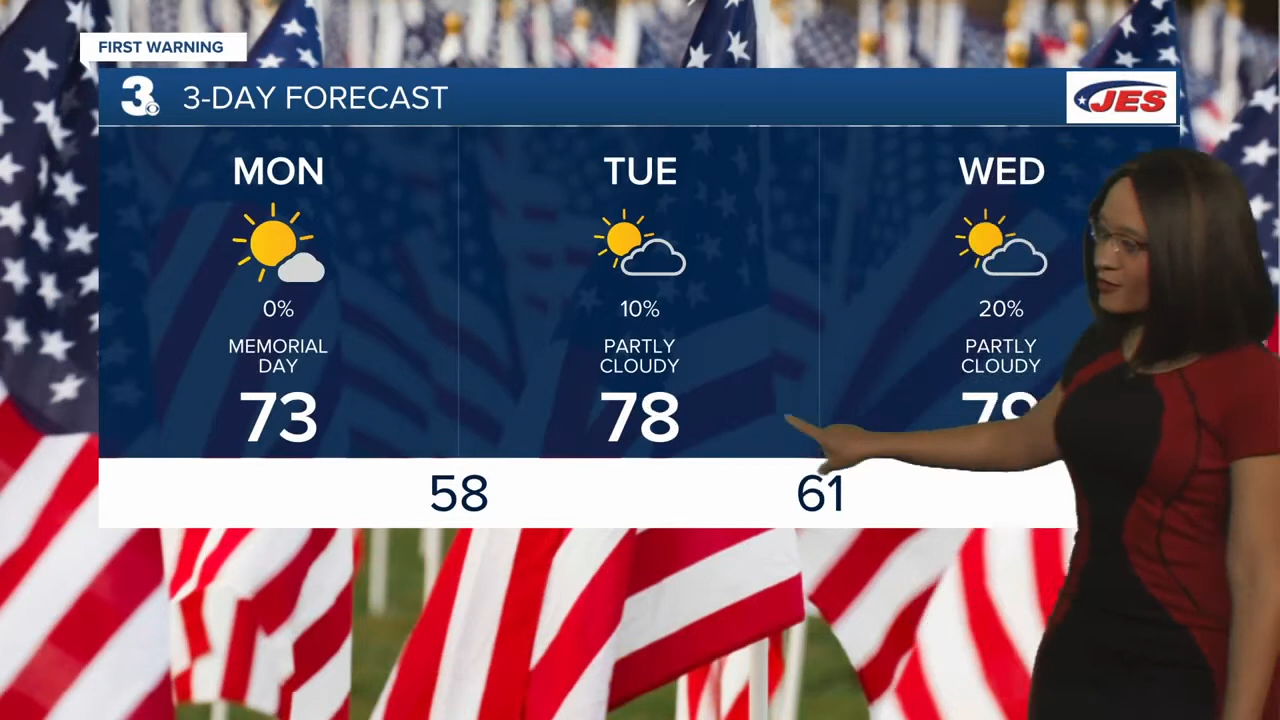 FIRST WARNING
3 3-DAY FORECAST
JES
MON
TUE
WED
0%
10%
20%
MEMORIAL
DAY
PARTLY
CLOUDY
PARTLY
CLOUDY
73
78
79
58
61